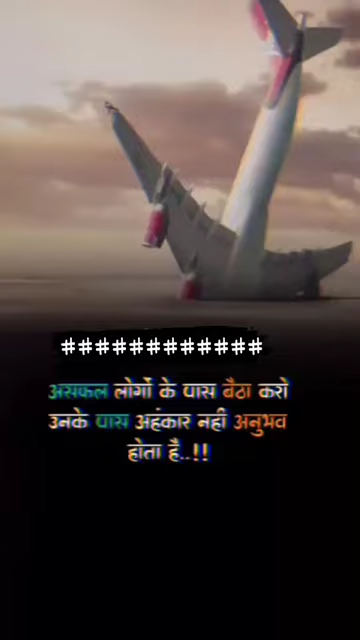 ############
असफल लोगों के पास बैठा करो
उनके पास अहंकार नही अनुभव
होता है..!!